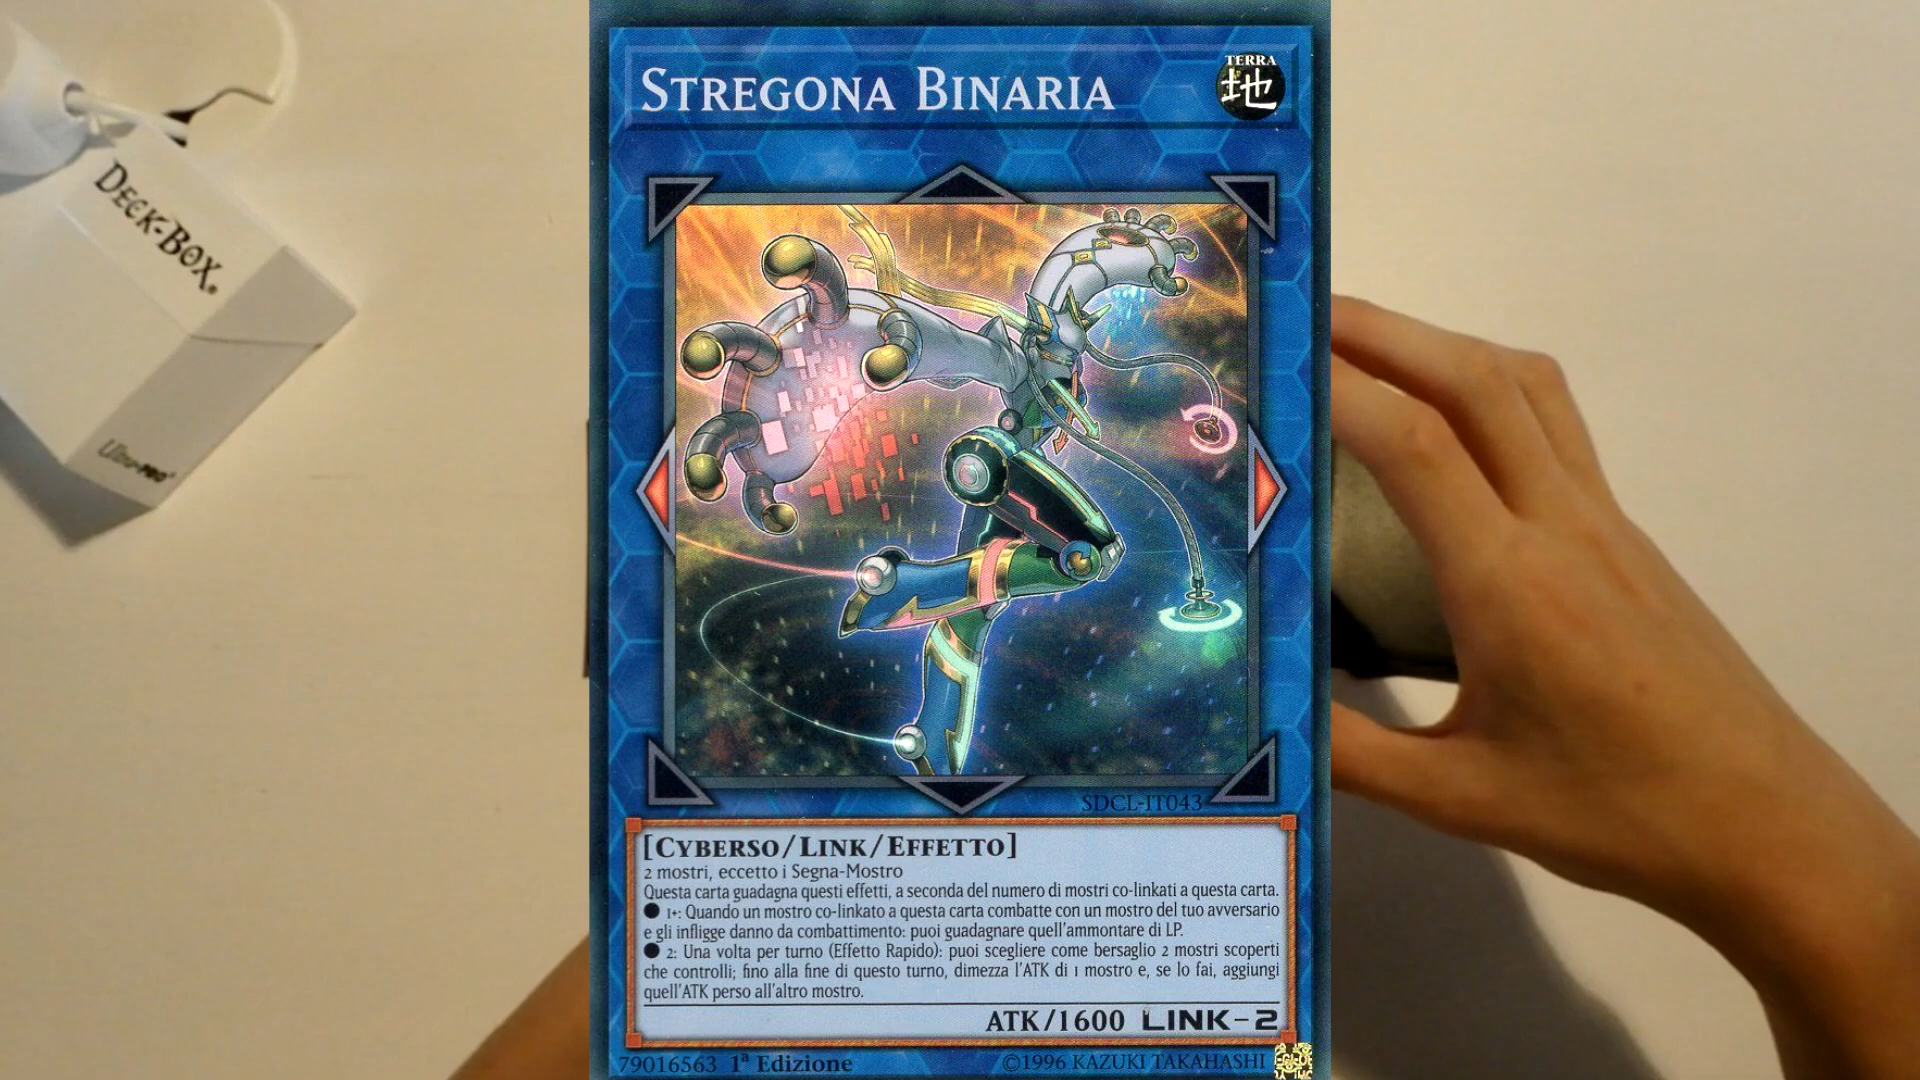 Deck-Box®
Ultra•PRO®
Stregona Binaria
TERRA
地
SDCL-IT043
[Cyberso/Link/Effetto]
2 mostri, eccetto i Segna-Mostro
Questa carta guadagna questi effetti, a seconda del numero di mostri co-linkati a questa carta.
● 1+: Quando un mostro co-linkato a questa carta combatte con un mostro del tuo avversario
e gli infligge danno da combattimento: puoi guadagnare quell'ammontare di LP.
● 2: Una volta per turno (Effetto Rapido): puoi scegliere come bersaglio 2 mostri scoperti
che controlli; fino alla fine di questo turno, dimezza l'ATK di 1 mostro e, se lo fai, aggiungi
quell'ATK perso all'altro mostro.
ATK/1600 LINK-2
79016563 1ª Edizione
©1996 KAZUKI TAKAHASHI